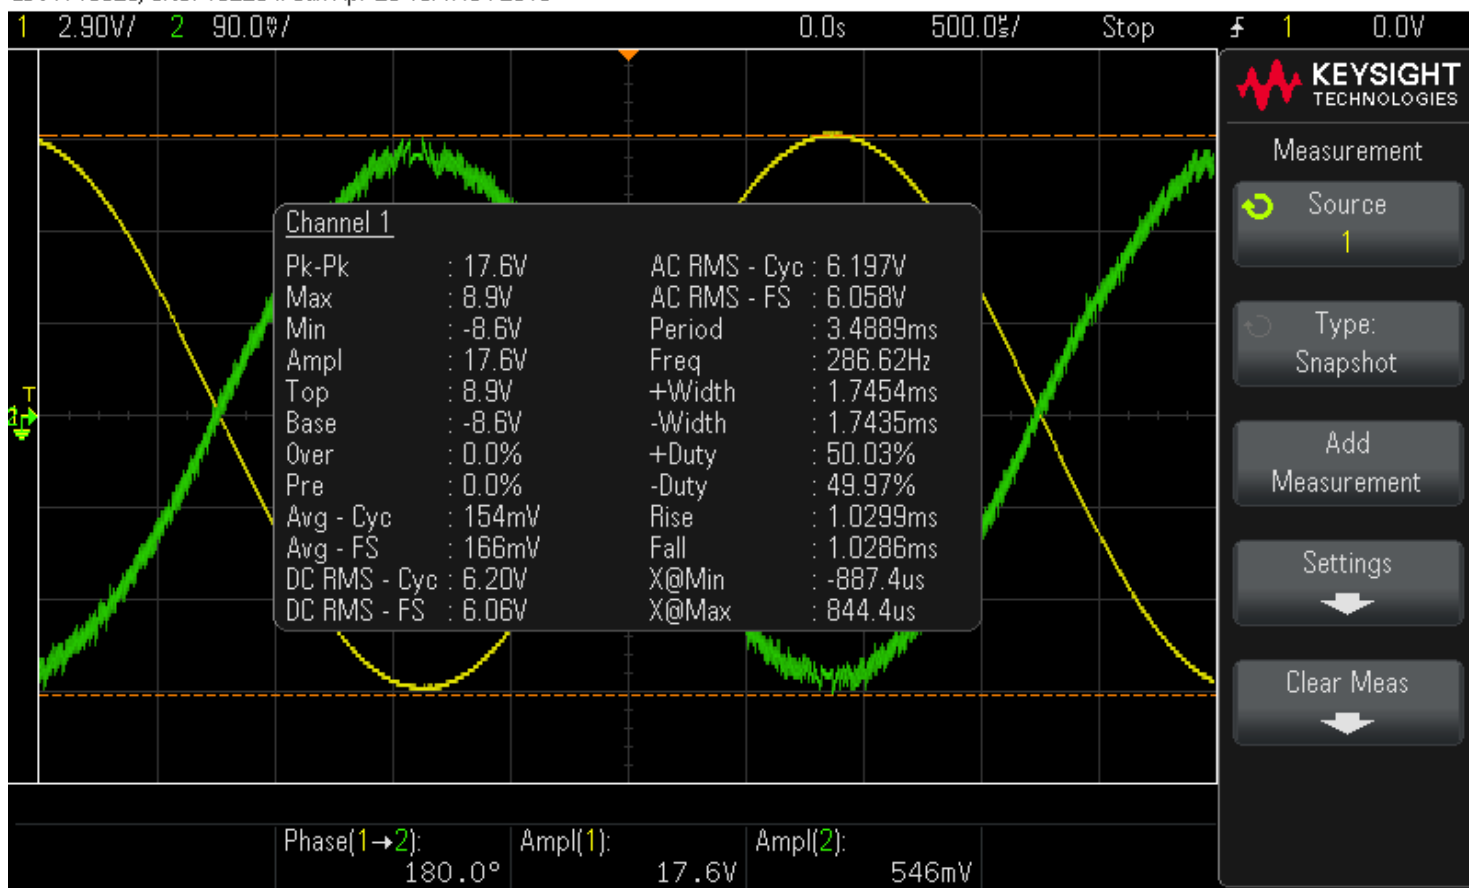 1 2.90V/ 2 90.0mV/ 0.0s 500.0us/ Stop 1 0.0V
KEYSIGHT
TECHNOLOGIES
Measurement
Source
1
Type:
Snapshot
Add
Measurement
Settings
Clear Meas
T
Channel 1
Pk-Pk : 17.6V AC RMS - Cyc : 6.197V
Max : 8.9V AC RMS - FS : 6.058V
Min : -8.6V Period : 3.4889ms
Ampl : 17.6V Freq : 286.62Hz
Top : 8.9V +Width : 1.7454ms
Base : -8.6V -Width : 1.7435ms
Over : 0.0% +Duty : 50.03%
Pre : 0.0% -Duty : 49.97%
Avg - Cyc : 154mV Rise : 1.0299ms
Avg - FS : 166mV Fall : 1.0286ms
DC RMS - Cyc : 6.20V X@Min : -887.4us
DC RMS - FS : 6.06V X@Max : 844.4us
Phase(1→2): Ampl(1): Ampl(2):
180.0° 17.6V 546mV